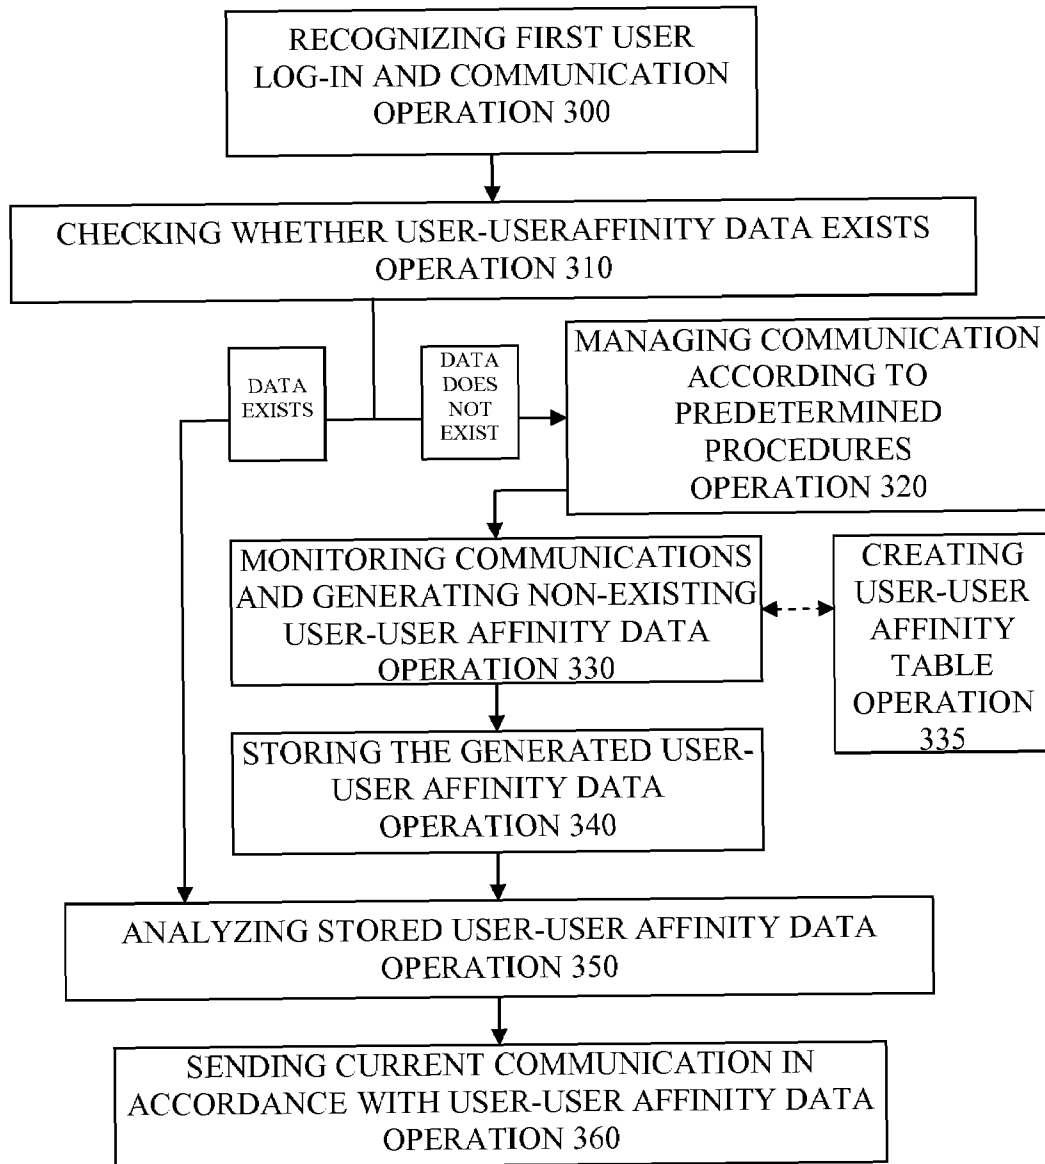 RECOGNIZING FIRST USER
LOG-IN AND COMMUNICATION
OPERATION 300
CHECKING WHETHER USER-USERAFFINITY DATA EXISTS
OPERATION 310
DATA
EXISTS
DATA
DOES
NOT
EXIST
MANAGING COMMUNICATION
ACCORDING TO
PREDETERMINED
PROCEDURES
OPERATION 320
MONITORING COMMUNICATIONS
AND GENERATING NON-EXISTING
USER-USER AFFINITY DATA
OPERATION 330
CREATING
USER-USER
AFFINITY
TABLE
OPERATION
335
STORING THE GENERATED USER-
USER AFFINITY DATA
OPERATION 340
ANALYZING STORED USER-USER AFFINITY DATA
OPERATION 350
SENDING CURRENT COMMUNICATION IN
ACCORDANCE WITH USER-USER AFFINITY DATA
OPERATION 360